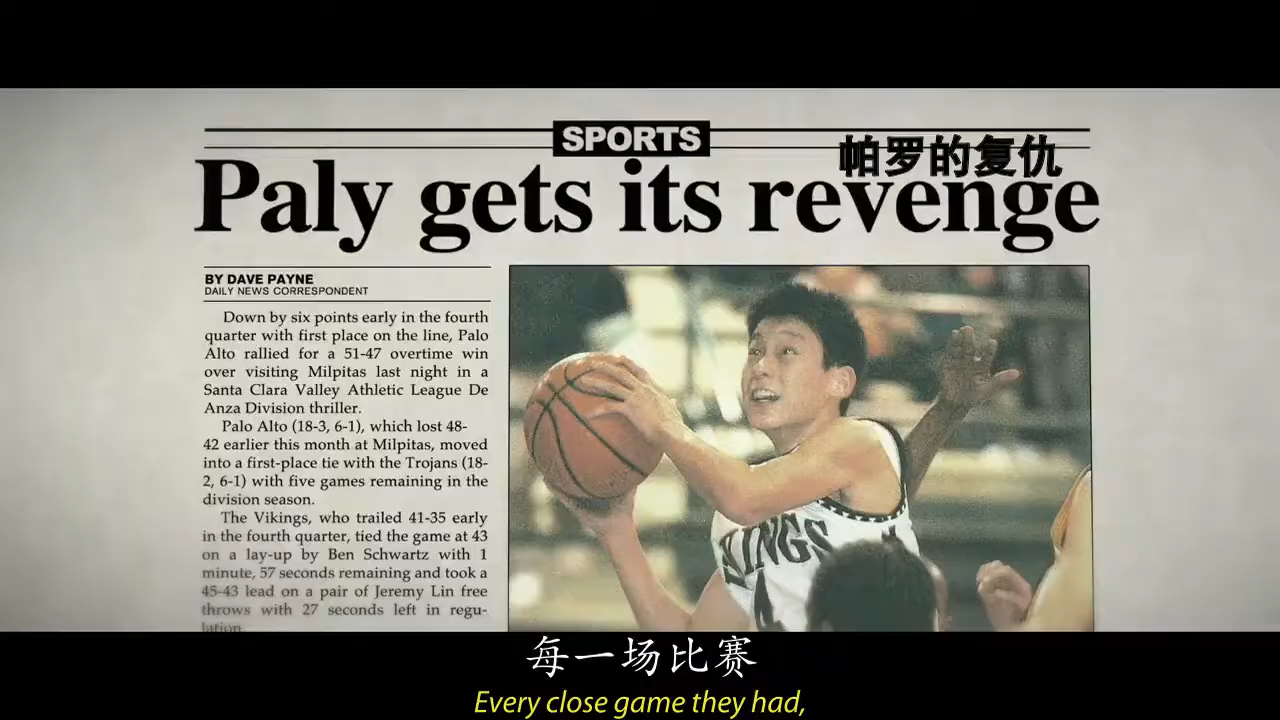 SPORTS
帕罗的复仇
Paly gets its revenge
BY DAVE PAYNE
DAILY NEWS CORRESPONDENT
Down by six points early in the fourth
quarter with first place on the line, Palo
Alto rallied for a 51-47 overtime win
over visiting Milpitas last night in a
Santa Clara Valley Athletic League De
Anza Division thriller.
Palo Alto (18-3, 6-1), which lost 48-
42 earlier this month at Milpitas, moved
into a first-place tie with the Trojans (18-
2, 6-1) with five games remaining in the
division season.
The Vikings, who trailed 41-35 early
in the fourth quarter, tied the game at 43
on a lay-up by Ben Schwartz with 1
minute, 57 seconds remaining and took a
45-43 lead on a pair of Jeremy Lin free
throws with 27 seconds left in regu-
lation.
KINGS
每一场比赛
Every close game they had,